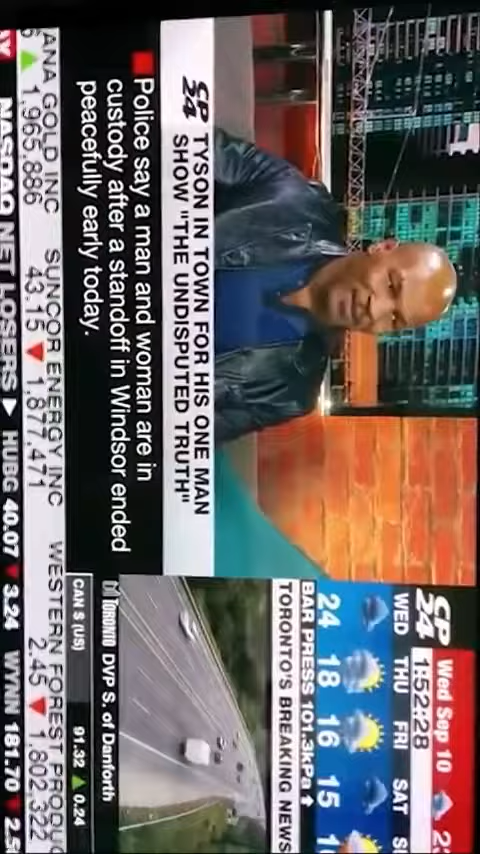 CP
24
TYSON IN TOWN FOR HIS ONE MAN
SHOW "THE UNDISPUTED TRUTH"
Police say a man and woman are in
custody after a standoff in Windsor ended
peacefully early today.
CP
24
Wed Sep 10
1:52:28
WED THU FRI SAT
24 18 16 15
BAR PRESS 101.3kPa
TORONTO'S BREAKING NEWS
TORONTO DVP S. of Danforth
CAN $ (US) 91.32 ▲ 0.24
ANA GOLD INC SUNCOR ENERGY INC WESTERN FOREST PRODUC
▲ 1,965,886 43.15 ▼ 1,877,471 2.45 ▼ 1,802,322
NASDAQ NET LOSERS ▶ HUBG 40.07 ▼ 3.24 WYNN 181.70 ▼